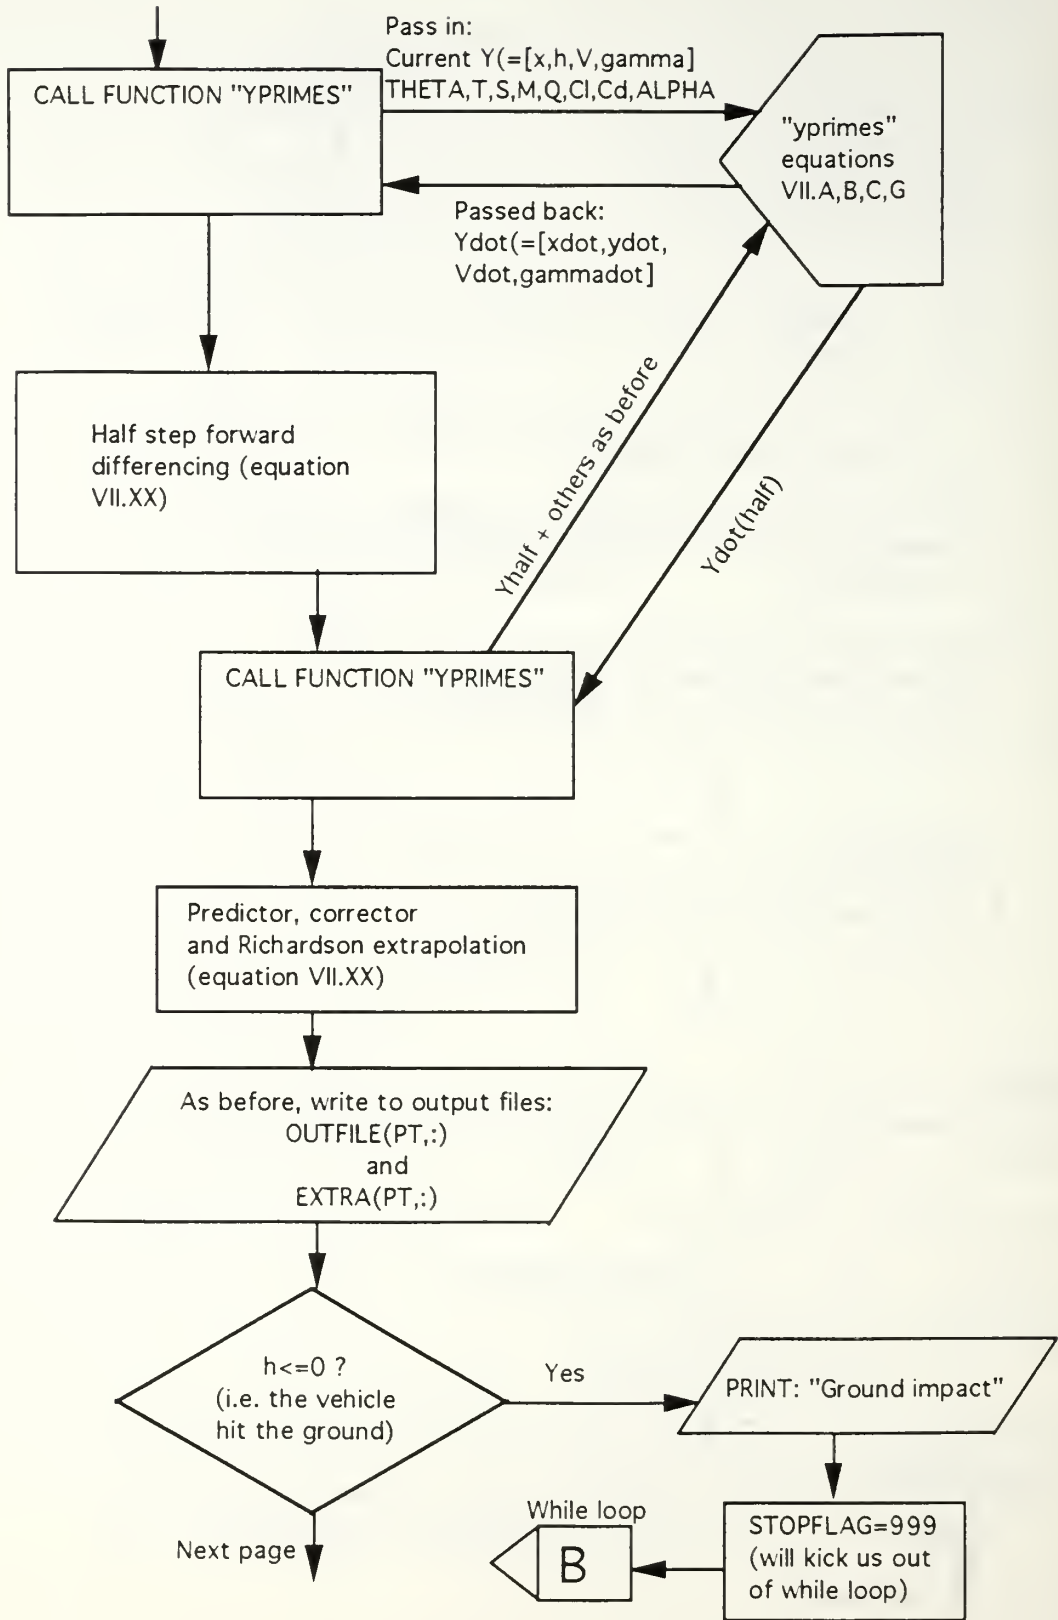 Pass in:
Current Y(=[x,h,V,gamma]
THETA,T,S,M,Q,Cl,Cd,ALPHA
CALL FUNCTION "YPRIMES"
"yprimes"
equations
VII.A,B,C,G
Passed back:
Ydot(=[xdot,ydot,
Vdot,gammadot]
Half step forward
differencing (equation
VII.XX)
Yhalf + others as before
Ydot(half)
CALL FUNCTION "YPRIMES"
Predictor, corrector
and Richardson extrapolation
(equation VII.XX)
As before, write to output files:
OUTFILE(PT,:)
and
EXTRA(PT,:)
h<=0 ?
(i.e. the vehicle
hit the ground)
Yes
PRINT: "Ground impact"
STOPFLAG=999
(will kick us out
of while loop)
While loop
B
Next page